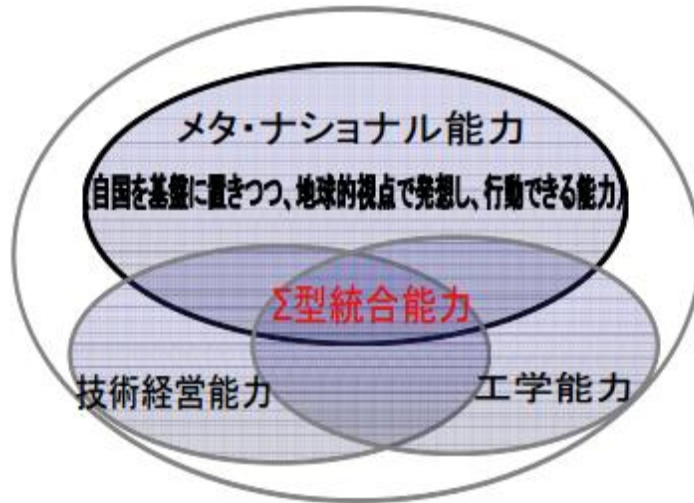 メタ・ナショナル能力
(自国を基盤に置きつつ、地球的視点で発想し、行動できる能力)
Σ型統合能力
技術経営能力
工学能力